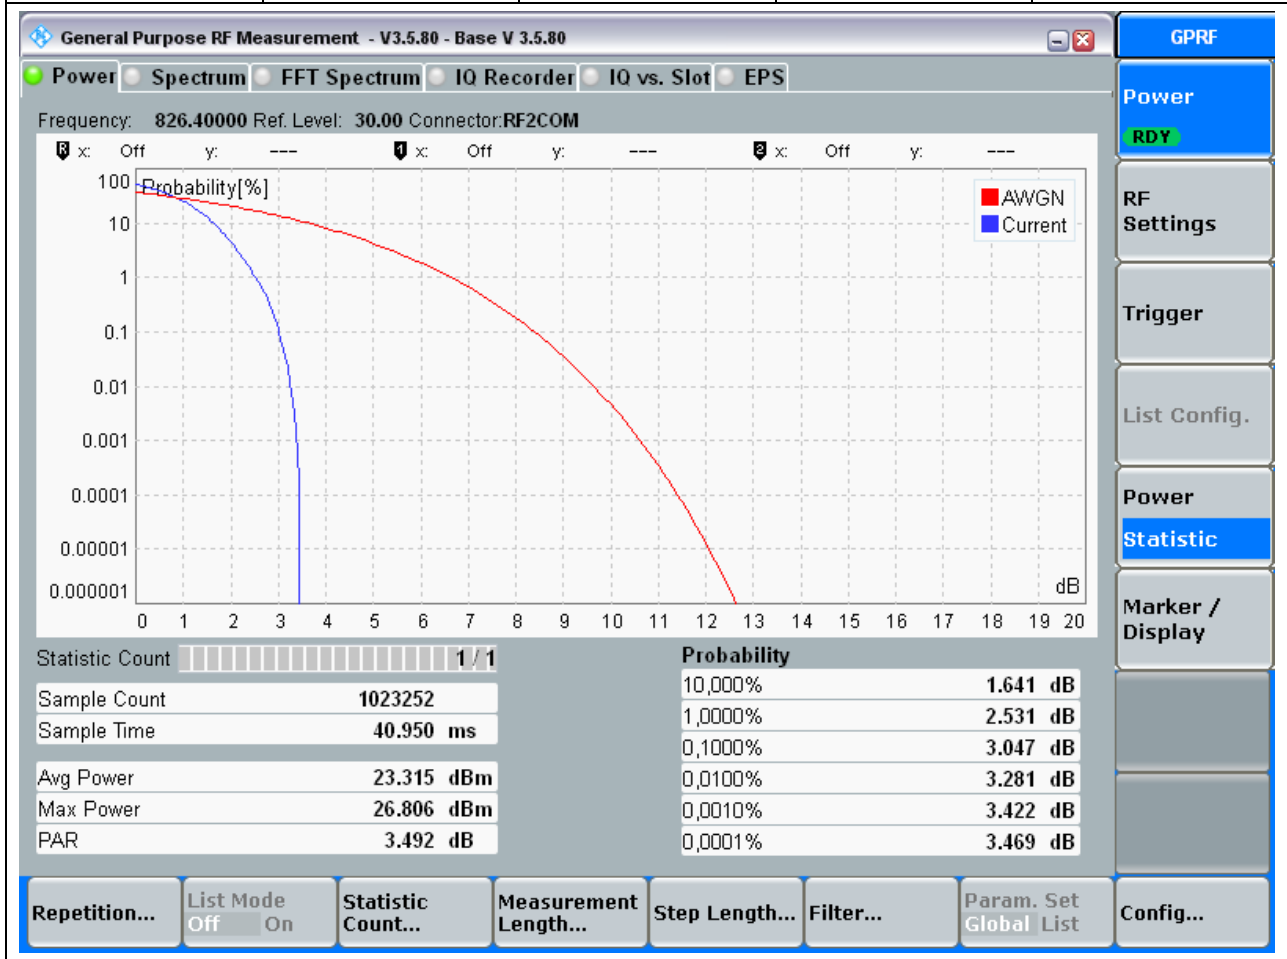 General Purpose RF Measurement - V3.5.80 - Base V 3.5.80
GPRF
Power Spectrum FFT Spectrum IQ Recorder IQ vs. Slot EPS
Frequency: 826.40000 Ref. Level: 30.00 Connector:RF2COM
R x: Off y: --- 1 x: Off y: --- 2 x: Off y: ---
Probability[%]
AWGN
Current
100
10
1
0.1
0.01
0.001
0.0001
0.00001
0.000001
dB
0 1 2 3 4 5 6 7 8 9 10 11 12 13 14 15 16 17 18 19 20
Statistic Count 1 / 1
Sample Count 1023252
Sample Time 40.950 ms
Avg Power 23.315 dBm
Max Power 26.806 dBm
PAR 3.492 dB
Probability
10,000% 1.641 dB
1,0000% 2.531 dB
0,1000% 3.047 dB
0,0100% 3.281 dB
0,0010% 3.422 dB
0,0001% 3.469 dB
Power
RDY
RF
Settings
Trigger
List Config.
Power
Statistic
Marker /
Display
Repetition...
List Mode
Off On
Statistic
Count...
Measurement
Length...
Step Length...
Filter...
Param. Set
Global List
Config...